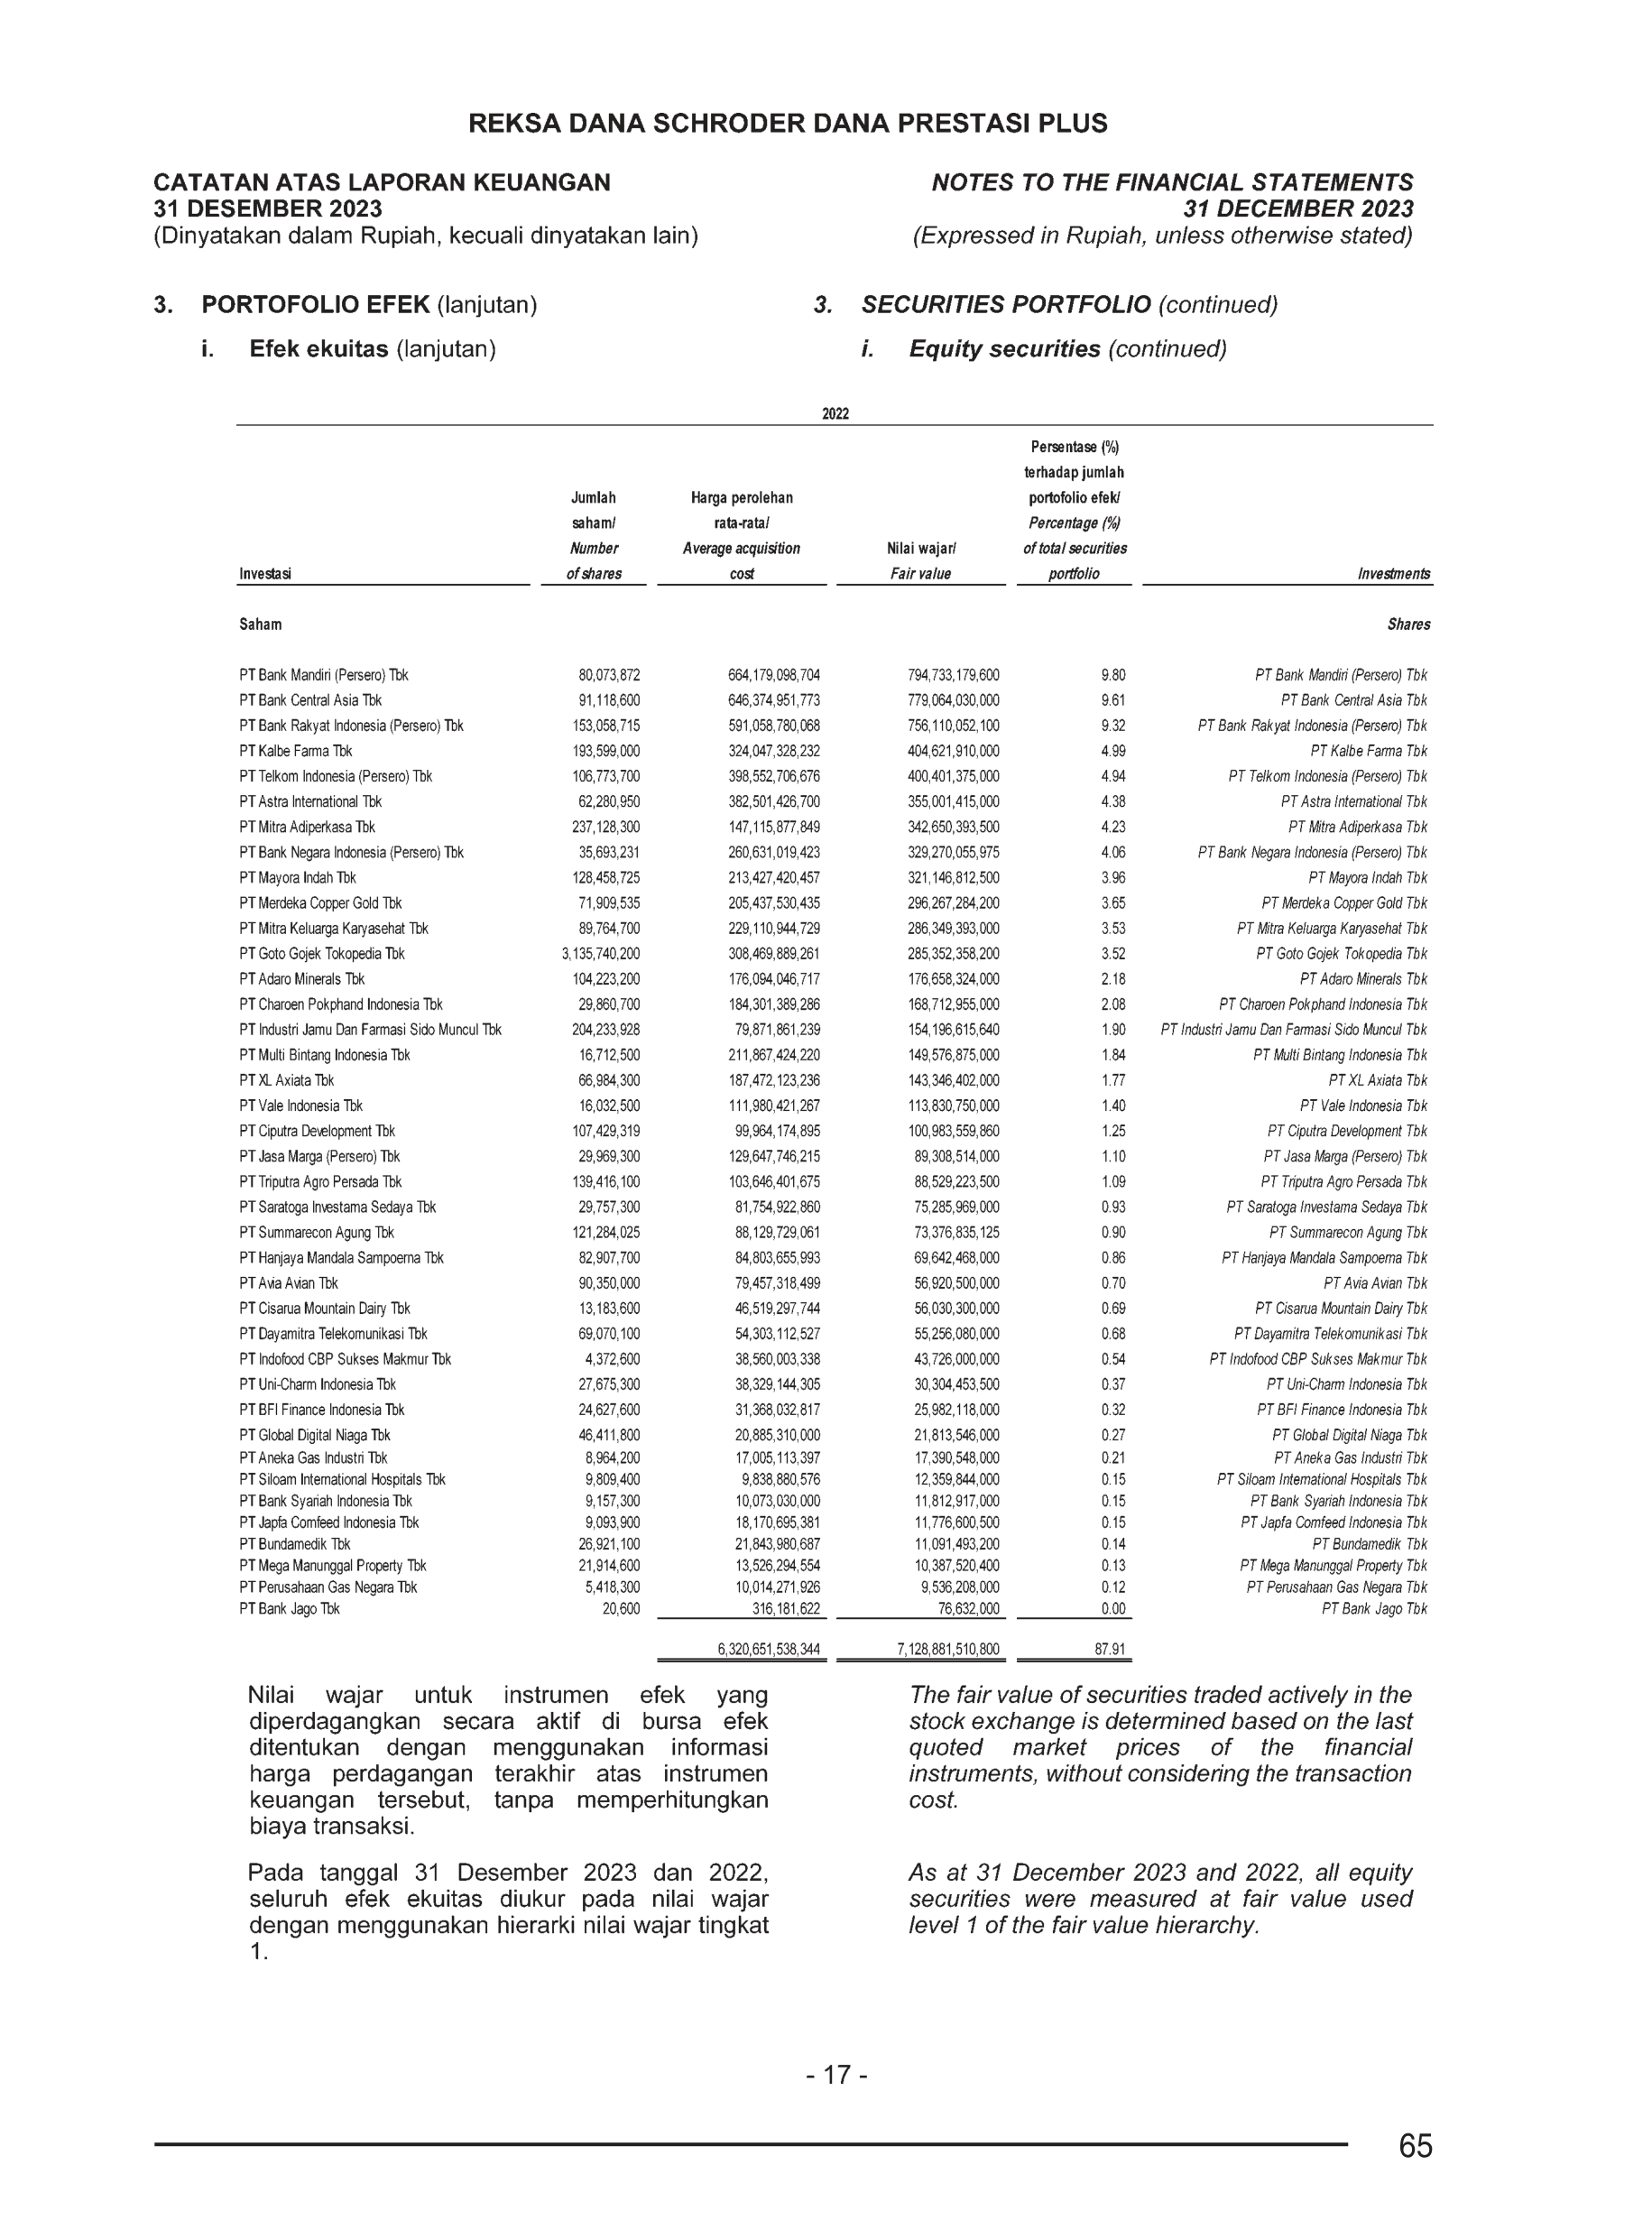 REKSA DANA SCHRODER DANA PRESTASI PLUS
CATATAN ATAS LAPORAN KEUANGAN
31 DESEMBER 2023
(Dinyatakan dalam Rupiah, kecuali dinyatakan lain)
NOTES TO THE FINANCIAL STATEMENTS
31 DECEMBER 2023
(Expressed in Rupiah, unless otherwise stated)
3. PORTOFOLIO EFEK (lanjutan)
i. Efek ekuitas (lanjutan)
3. SECURITIES PORTFOLIO (continued)
i. Equity securities (continued)
2022
Investasi
Jumlah
saham/
Number
of shares
Harga perolehan
rata-rata/
Average acquisition
cost
Nilai wajar/
Fair value
Persentase (%)
terhadap jumlah
portofolio efek/
Percentage (%)
of total securities
portfolio
Investments
Saham Shares
PT Bank Mandiri (Persero) Tbk 80,073,872 664,179,098,704 794,733,179,600 9.80 PT Bank Mandiri (Persero) Tbk
PT Bank Central Asia Tbk 91,118,600 646,374,951,773 779,064,030,000 9.61 PT Bank Central Asia Tbk
PT Bank Rakyat Indonesia (Persero) Tbk 153,058,715 591,058,780,068 756,110,052,100 9.32 PT Bank Rakyat Indonesia (Persero) Tbk
PT Kalbe Farma Tbk 193,599,000 324,047,328,232 404,621,910,000 4.99 PT Kalbe Farma Tbk
PT Telkom Indonesia (Persero) Tbk 106,773,700 398,552,706,676 400,401,375,000 4.94 PT Telkom Indonesia (Persero) Tbk
PT Astra International Tbk 62,280,950 382,501,426,700 355,001,415,000 4.38 PT Astra International Tbk
PT Mitra Adiperkasa Tbk 237,128,300 147,115,877,849 342,650,393,500 4.23 PT Mitra Adiperkasa Tbk
PT Bank Negara Indonesia (Persero) Tbk 35,693,231 260,631,019,423 329,270,055,975 4.06 PT Bank Negara Indonesia (Persero) Tbk
PT Mayora Indah Tbk 128,458,725 213,427,420,457 321,146,812,500 3.96 PT Mayora Indah Tbk
PT Merdeka Copper Gold Tbk 71,909,535 205,437,530,435 296,267,284,200 3.65 PT Merdeka Copper Gold Tbk
PT Mitra Keluarga Karyasehat Tbk 89,764,700 229,110,944,729 286,349,393,000 3.53 PT Mitra Keluarga Karyasehat Tbk
PT Goto Gojek Tokopedia Tbk 3,135,740,200 308,469,889,261 285,352,358,200 3.52 PT Goto Gojek Tokopedia Tbk
PT Adaro Minerals Tbk 104,223,200 176,094,046,717 176,658,324,000 2.18 PT Adaro Minerals Tbk
PT Charoen Pokphand Indonesia Tbk 29,860,700 184,301,389,286 168,712,955,000 2.08 PT Charoen Pokphand Indonesia Tbk
PT Industri Jamu Dan Farmasi Sido Muncul Tbk 204,233,928 79,871,861,239 154,196,615,640 1.90 PT Industri Jamu Dan Farmasi Sido Muncul Tbk
PT Multi Bintang Indonesia Tbk 16,712,500 211,867,424,220 149,576,875,000 1.84 PT Multi Bintang Indonesia Tbk
PT XL Axiata Tbk 66,984,300 187,472,123,236 143,346,402,000 1.77 PT XL Axiata Tbk
PT Vale Indonesia Tbk 16,032,500 111,980,421,267 113,830,750,000 1.40 PT Vale Indonesia Tbk
PT Ciputra Development Tbk 107,429,319 99,964,174,895 100,983,559,860 1.25 PT Ciputra Development Tbk
PT Jasa Marga (Persero) Tbk 29,969,300 129,647,746,215 89,308,514,000 1.10 PT Jasa Marga (Persero) Tbk
PT Triputra Agro Persada Tbk 139,416,100 103,646,401,675 88,529,223,500 1.09 PT Triputra Agro Persada Tbk
PT Saratoga Investama Sedaya Tbk 29,757,300 81,754,922,860 75,285,969,000 0.93 PT Saratoga Investama Sedaya Tbk
PT Summarecon Agung Tbk 121,284,025 88,129,729,061 73,376,835,125 0.90 PT Summarecon Agung Tbk
PT Hanjaya Mandala Sampoerna Tbk 82,907,700 84,803,655,993 69,642,468,000 0.86 PT Hanjaya Mandala Sampoerna Tbk
PT Avia Avian Tbk 90,350,000 79,457,318,499 56,920,500,000 0.70 PT Avia Avian Tbk
PT Cisarua Mountain Dairy Tbk 13,183,600 46,519,297,744 56,030,300,000 0.69 PT Cisarua Mountain Dairy Tbk
PT Dayamitra Telekomunikasi Tbk 69,070,100 54,303,112,527 55,256,080,000 0.68 PT Dayamitra Telekomunikasi Tbk
PT Indofood CBP Sukses Makmur Tbk 4,372,600 38,560,003,338 43,726,000,000 0.54 PT Indofood CBP Sukses Makmur Tbk
PT Uni-Charm Indonesia Tbk 27,675,300 38,329,144,305 30,304,453,500 0.37 PT Uni-Charm Indonesia Tbk
PT BFI Finance Indonesia Tbk 24,627,600 31,368,032,817 25,982,118,000 0.32 PT BFI Finance Indonesia Tbk
PT Global Digital Niaga Tbk 46,411,800 20,885,310,000 21,813,546,000 0.27 PT Global Digital Niaga Tbk
PT Aneka Gas Industri Tbk 8,964,200 17,005,113,397 17,390,548,000 0.21 PT Aneka Gas Industri Tbk
PT Siloam International Hospitals Tbk 9,809,400 9,838,880,576 12,359,844,000 0.15 PT Siloam International Hospitals Tbk
PT Bank Syariah Indonesia Tbk 9,157,300 10,073,030,000 11,812,917,000 0.15 PT Bank Syariah Indonesia Tbk
PT Japfa Comfeed Indonesia Tbk 9,093,900 18,170,695,381 11,776,600,500 0.15 PT Japfa Comfeed Indonesia Tbk
PT Bundamedik Tbk 26,921,100 21,843,980,687 11,091,493,200 0.14 PT Bundamedik Tbk
PT Mega Manunggal Property Tbk 21,914,600 13,526,294,554 10,387,520,400 0.13 PT Mega Manunggal Property Tbk
PT Perusahaan Gas Negara Tbk 5,418,300 10,014,271,926 9,536,208,000 0.12 PT Perusahaan Gas Negara Tbk
PT Bank Jago Tbk 20,600 316,181,622 76,632,000 0.00 PT Bank Jago Tbk
6,320,651,538,344 7,128,881,510,800 87.91
Nilai wajar untuk instrumen efek yang
diperdagangkan secara aktif di bursa efek
ditentukan dengan menggunakan informasi
harga perdagangan terakhir atas instrumen
keuangan tersebut, tanpa memperhitungkan
biaya transaksi.
The fair value of securities traded actively in the
stock exchange is determined based on the last
quoted market prices of the financial
instruments, without considering the transaction
cost.
Pada tanggal 31 Desember 2023 dan 2022,
seluruh efek ekuitas diukur pada nilai wajar
dengan menggunakan hierarki nilai wajar tingkat
1.
As at 31 December 2023 and 2022, all equity
securities were measured at fair value used
level 1 of the fair value hierarchy.
- 17 -
65